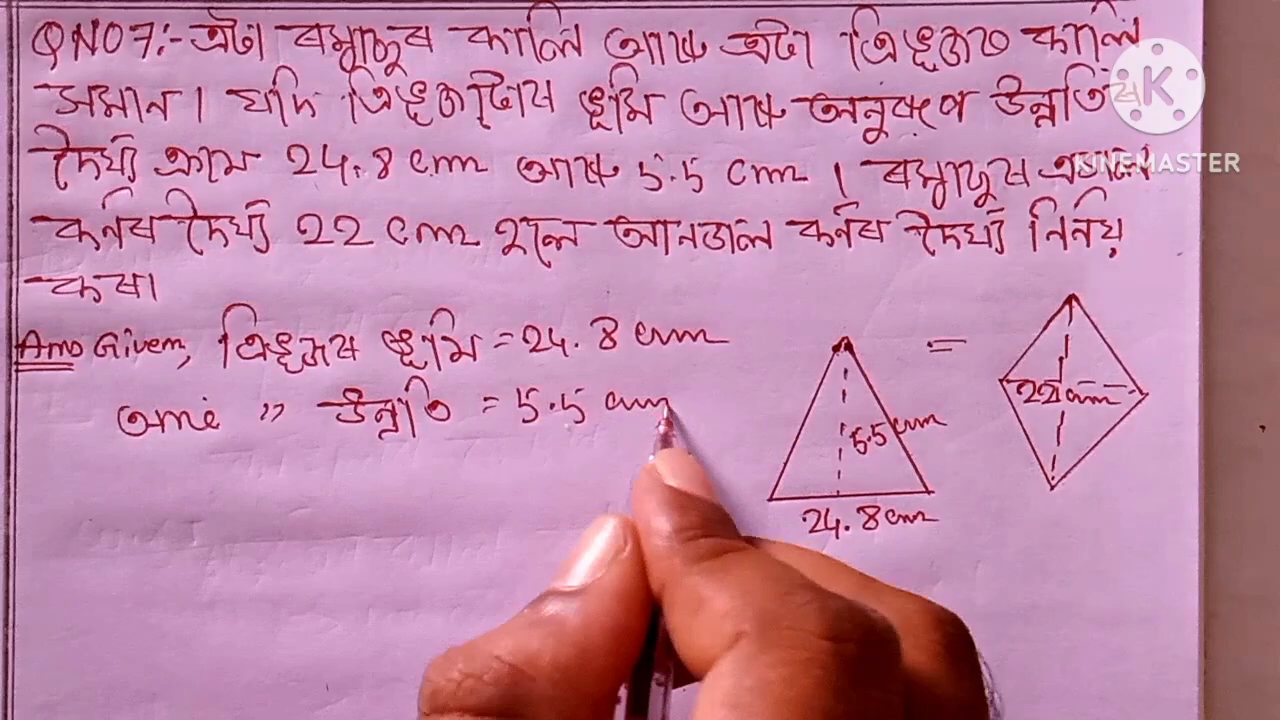 QNO7:- এটা ৰম্বাচৰ কালি আৰু এটা ত্ৰিভূজৰ কালি
সমান। যদি ত্ৰিভূজটোৰ ভূমি আৰু অনুৰূপ উন্নতিৰ
দৈৰ্ঘ্য ক্ৰমে 24.8 cm আৰু 5.5 cm। ৰম্বাচৰ এডাল
কৰ্ণৰ দৈৰ্ঘ্য 22 cm হলে আনডাল কৰ্ণৰ দৈৰ্ঘ্য নিৰ্নয়
কৰা।
Ans Given, ত্ৰিভূজৰ ভূমি = 24.8 cm
" উন্নতি = 5.5 cm
5.5 cm
24.8 cm
=
22 cm
K
KINEMASTER